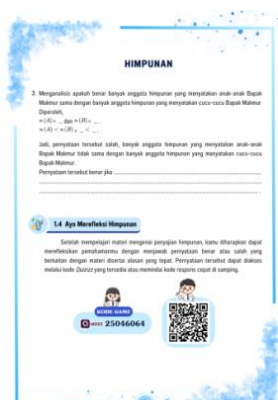 HIMPUNAN
3. Menganalisis apakah benar banyak anggota himpunan yang menyatakan anak-anak Bapak
Makmur sama dengan banyak anggota himpunan yang menyatakan cucu-cucu Bapak Makmur
Diperoleh,
n(A) = ... dan n(B) = ...
n(A) < n(B) = ... < ...
Jadi, pernyataan tersebut salah, banyak anggota himpunan yang menyatakan anak-anak
Bapak Makmur tidak sama dengan banyak anggota himpunan yang menyatakan cucu-cucu
Bapak Makmur.
Pernyataan tersebut benar jika
1.4 Ayo Merefleksi Himpunan
Setelah mempelajari materi mengenai penyajian himpunan, kamu diharapkan dapat
merefleksikan pemahamanmu dengan menjawab pernyataan benar atau salah yang
berkaitan dengan materi disertai alasan yang tepat. Pernyataan tersebut dapat diakses
melalui kode Quizizz yang tersedia atau memindai kode respons cepat di samping.
KODE GAME
25046064